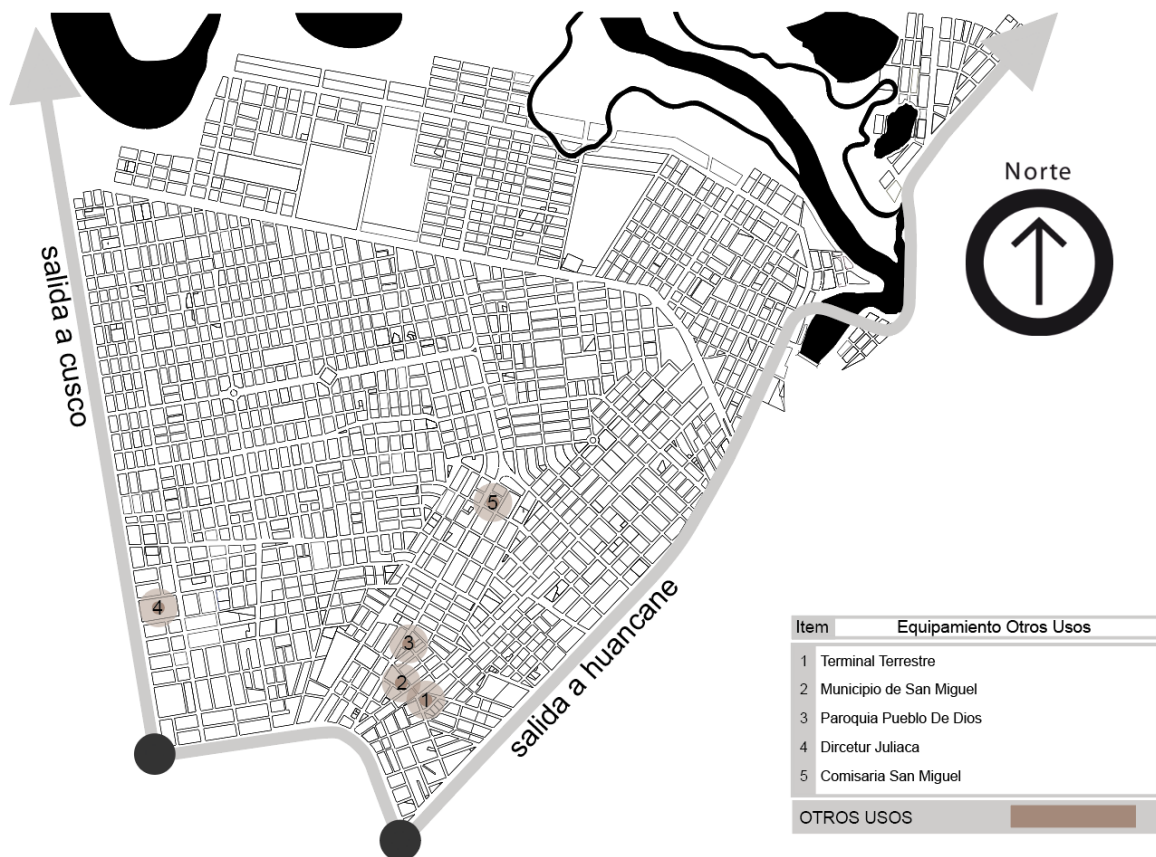 Norte
salida a cusco
5
4
3
2
1
salida a huancane
Item Equipamiento Otros Usos
1 Terminal Terrestre
2 Municipio de San Miguel
3 Paroquia Pueblo De Dios
4 Dircetur Juliaca
5 Comisaria San Miguel
OTROS USOS